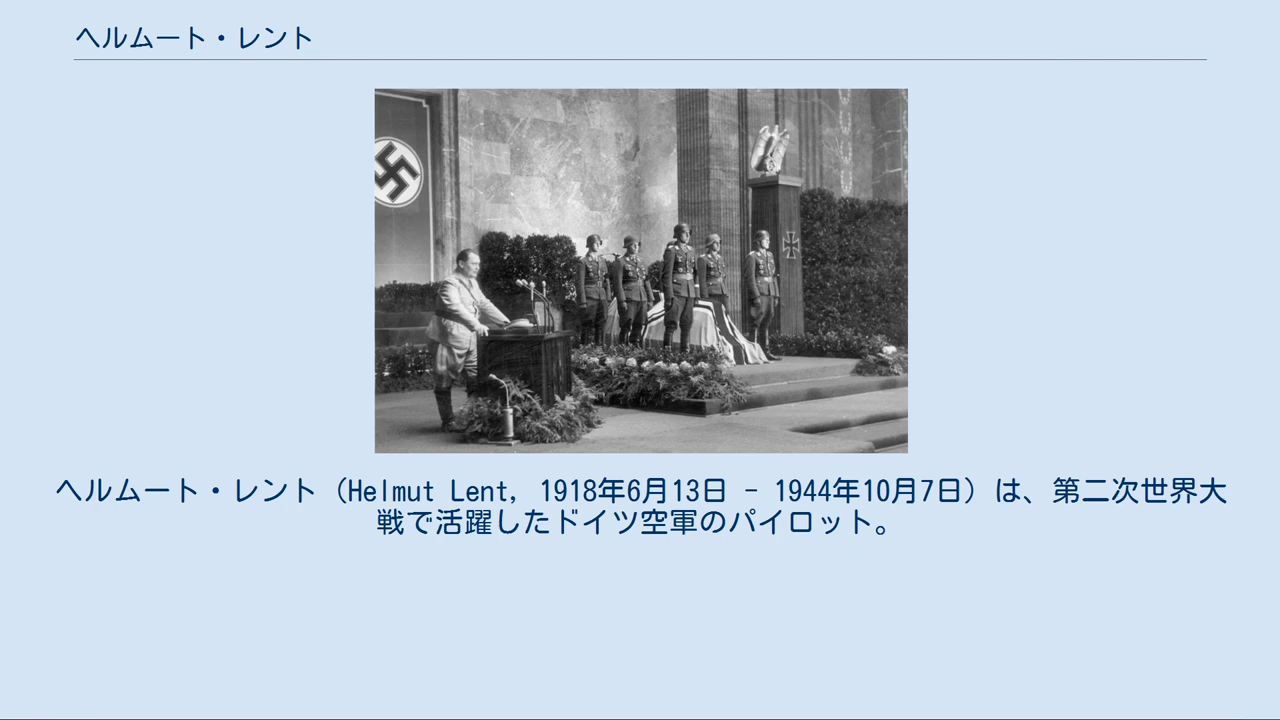 ヘルムート・レント
ヘルムート・レント（Helmut Lent, 1918年6月13日 - 1944年10月7日）は、第二次世界大
戦で活躍したドイツ空軍のパイロット。